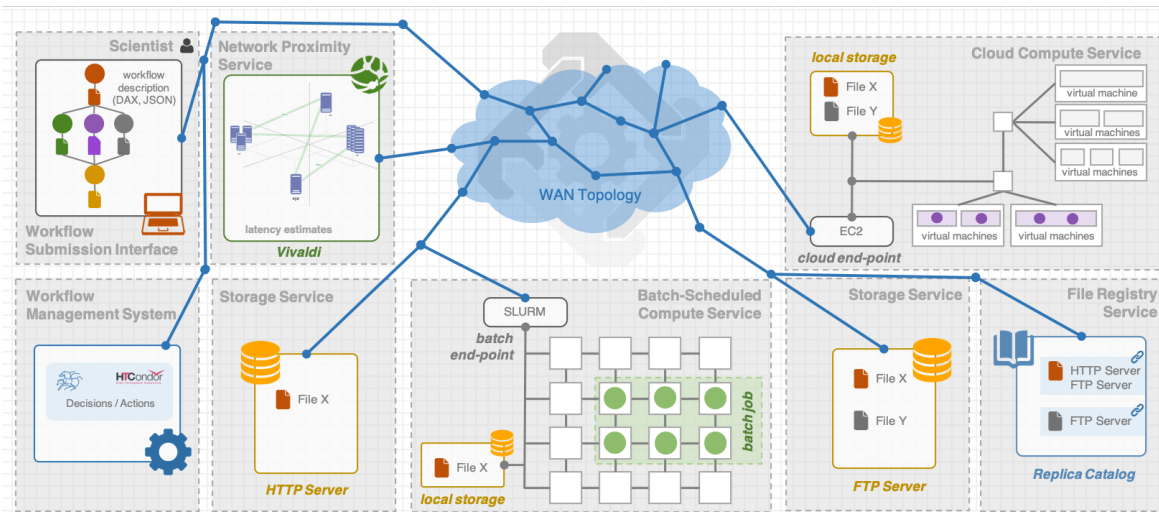 Scientist
workflow
description
(DAX, JSON)
Workflow
Submission Interface
Network Proximity
Service
xyz
latency estimates
Vivaldi
WAN Topology
Cloud Compute Service
local storage
File X
File Y
EC2
cloud end-point
virtual machine
virtual machines
virtual machines
virtual machines
virtual machines
Workflow
Management System
HTCondor
Decisions / Actions
Storage Service
File X
HTTP Server
Batch-Scheduled
Compute Service
SLURM
batch
end-point
batch job
File X
local storage
Storage Service
File X
File Y
FTP Server
File Registry
Service
HTTP Server
FTP Server
FTP Server
Replica Catalog